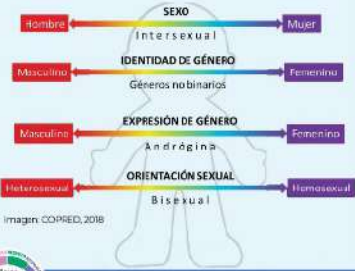 SEXO
Hombre Mujer
Intersexual
IDENTIDAD DE GÉNERO
Masculino Femenino
Géneros no binarios
EXPRESIÓN DE GÉNERO
Masculino Femenino
Andrógina
ORIENTACIÓN SEXUAL
Heterosexual Homosexual
Bisexual
Imagen: COPRED, 2018